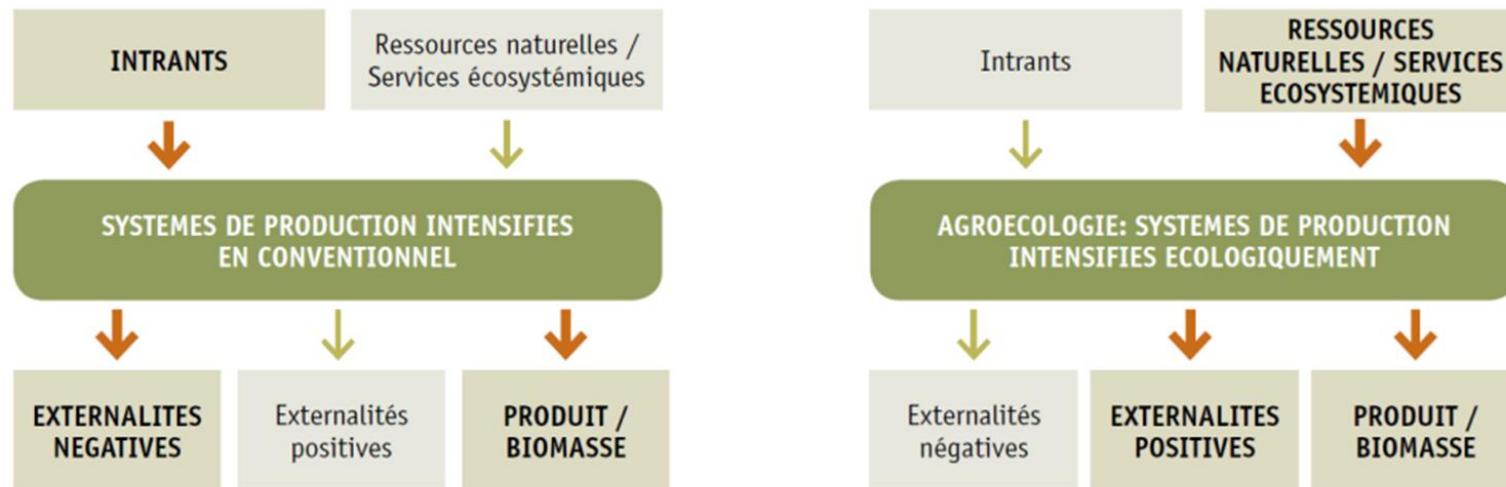 INTRANTS
Ressources naturelles /
Services écosystémiques
SYSTEMES DE PRODUCTION INTENSIFIES
EN CONVENTIONNEL
EXTERNALITES
NEGATIVES
Externalités
positives
PRODUIT /
BIOMASSE
Intrants
RESSOURCES
NATURELLES / SERVICES
ECOSYSTEMIQUES
AGROECOLOGIE: SYSTEMES DE PRODUCTION
INTENSIFIES ECOLOGIQUEMENT
Externalités
négatives
EXTERNALITES
POSITIVES
PRODUIT /
BIOMASSE